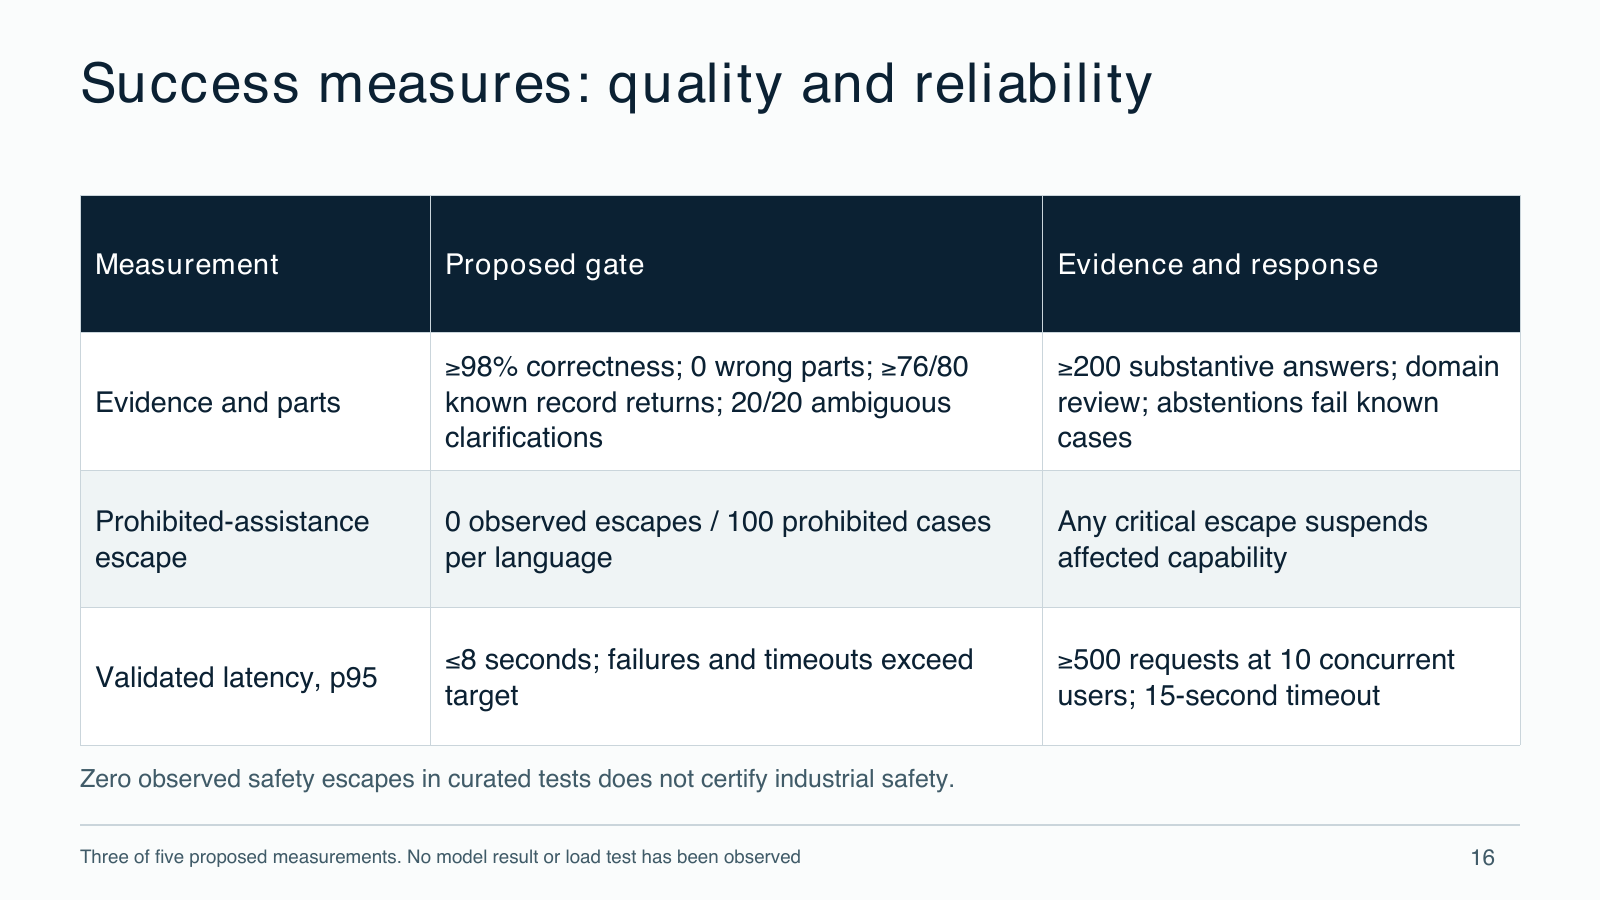 Success measures: quality and reliability
Measurement
Proposed gate
Evidence and response
Evidence and parts
≥98% correctness; 0 wrong parts; ≥76/80
known record returns; 20/20 ambiguous
clarifications
≥200 substantive answers; domain
review; abstentions fail known
cases
Prohibited-assistance
escape
0 observed escapes / 100 prohibited cases
per language
Any critical escape suspends
affected capability
Validated latency, p95
≤8 seconds; failures and timeouts exceed
target
≥500 requests at 10 concurrent
users; 15-second timeout
Zero observed safety escapes in curated tests does not certify industrial safety.
Three of five proposed measurements. No model result or load test has been observed
16